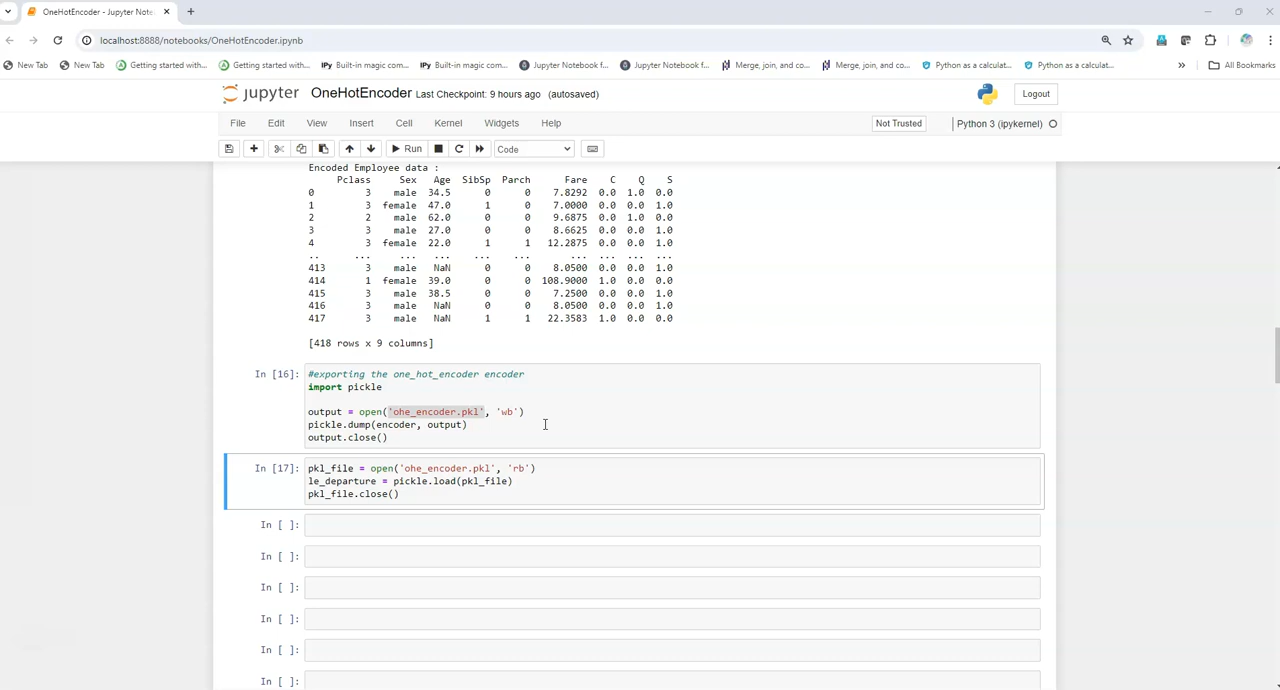 OneHotEncoder - Jupyter Note
localhost:8888/notebooks/OneHotEncoder.ipynb
New Tab New Tab Getting started with... Getting started with... IPy Built-in magic com... IPy Built-in magic com... Jupyter Notebook f... Jupyter Notebook f... Merge, join, and co... Merge, join, and co... Python as a calculat... Python as a calculat... » All Bookmarks
jupyter OneHotEncoder Last Checkpoint: 9 hours ago (autosaved) Logout
File Edit View Insert Cell Kernel Widgets Help Not Trusted Python 3 (ipykernel)
Run Code
Encoded Employee data :
Pclass Sex Age SibSp Parch Fare C Q S
0 3 male 34.5 0 0 7.8292 0.0 1.0 0.0
1 3 female 47.0 1 0 7.0000 0.0 0.0 1.0
2 2 male 62.0 0 0 9.6875 0.0 1.0 0.0
3 3 male 27.0 0 0 8.6625 0.0 0.0 1.0
4 3 female 22.0 1 1 12.2875 0.0 0.0 1.0
.. ... ... ... ... ... ... ... ... ...
413 3 male NaN 0 0 8.0500 0.0 0.0 1.0
414 1 female 39.0 0 0 108.9000 1.0 0.0 0.0
415 3 male 38.5 0 0 7.2500 0.0 0.0 1.0
416 3 male NaN 0 0 8.0500 0.0 0.0 1.0
417 3 male NaN 1 1 22.3583 1.0 0.0 0.0
[418 rows x 9 columns]
In [16]: #exporting the one_hot_encoder encoder
import pickle
output = open('ohe_encoder.pkl', 'wb')
pickle.dump(encoder, output)
output.close()
In [17]: pkl_file = open('ohe_encoder.pkl', 'rb')
le_departure = pickle.load(pkl_file)
pkl_file.close()
In [ ]:
In [ ]:
In [ ]:
In [ ]:
In [ ]:
In [ ]: